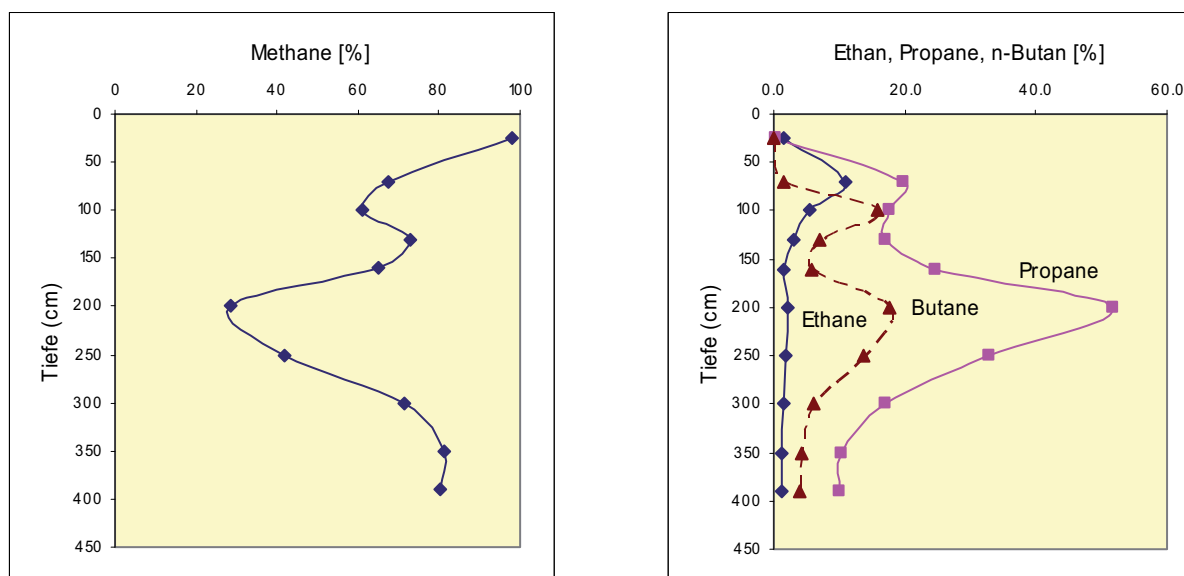 Methane [%]
0 20 40 60 80 100
0
50
100
150
200
250
300
350
400
450
Tiefe (cm)
Ethan, Propane, n-Butan [%]
0.0 20.0 40.0 60.0
0
50
100
150
200
250
300
350
400
450
Tiefe (cm)
Propane
Ethane
Butane